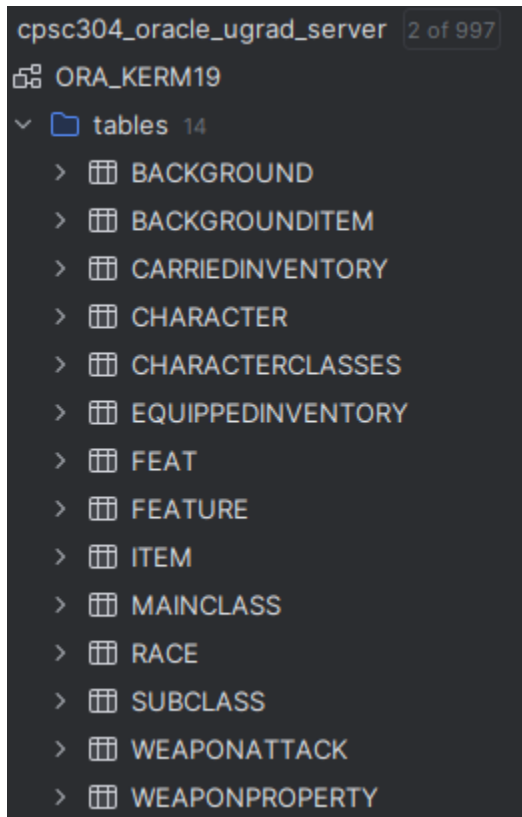 cpsc304_oracle_ugrad_server 2 of 997
ORA_KERM19
tables 14
BACKGROUND
BACKGROUNDITEM
CARRIEDINVENTORY
CHARACTER
CHARACTERCLASSES
EQUIPPEDINVENTORY
FEAT
FEATURE
ITEM
MAINCLASS
RACE
SUBCLASS
WEAPONATTACK
WEAPONPROPERTY